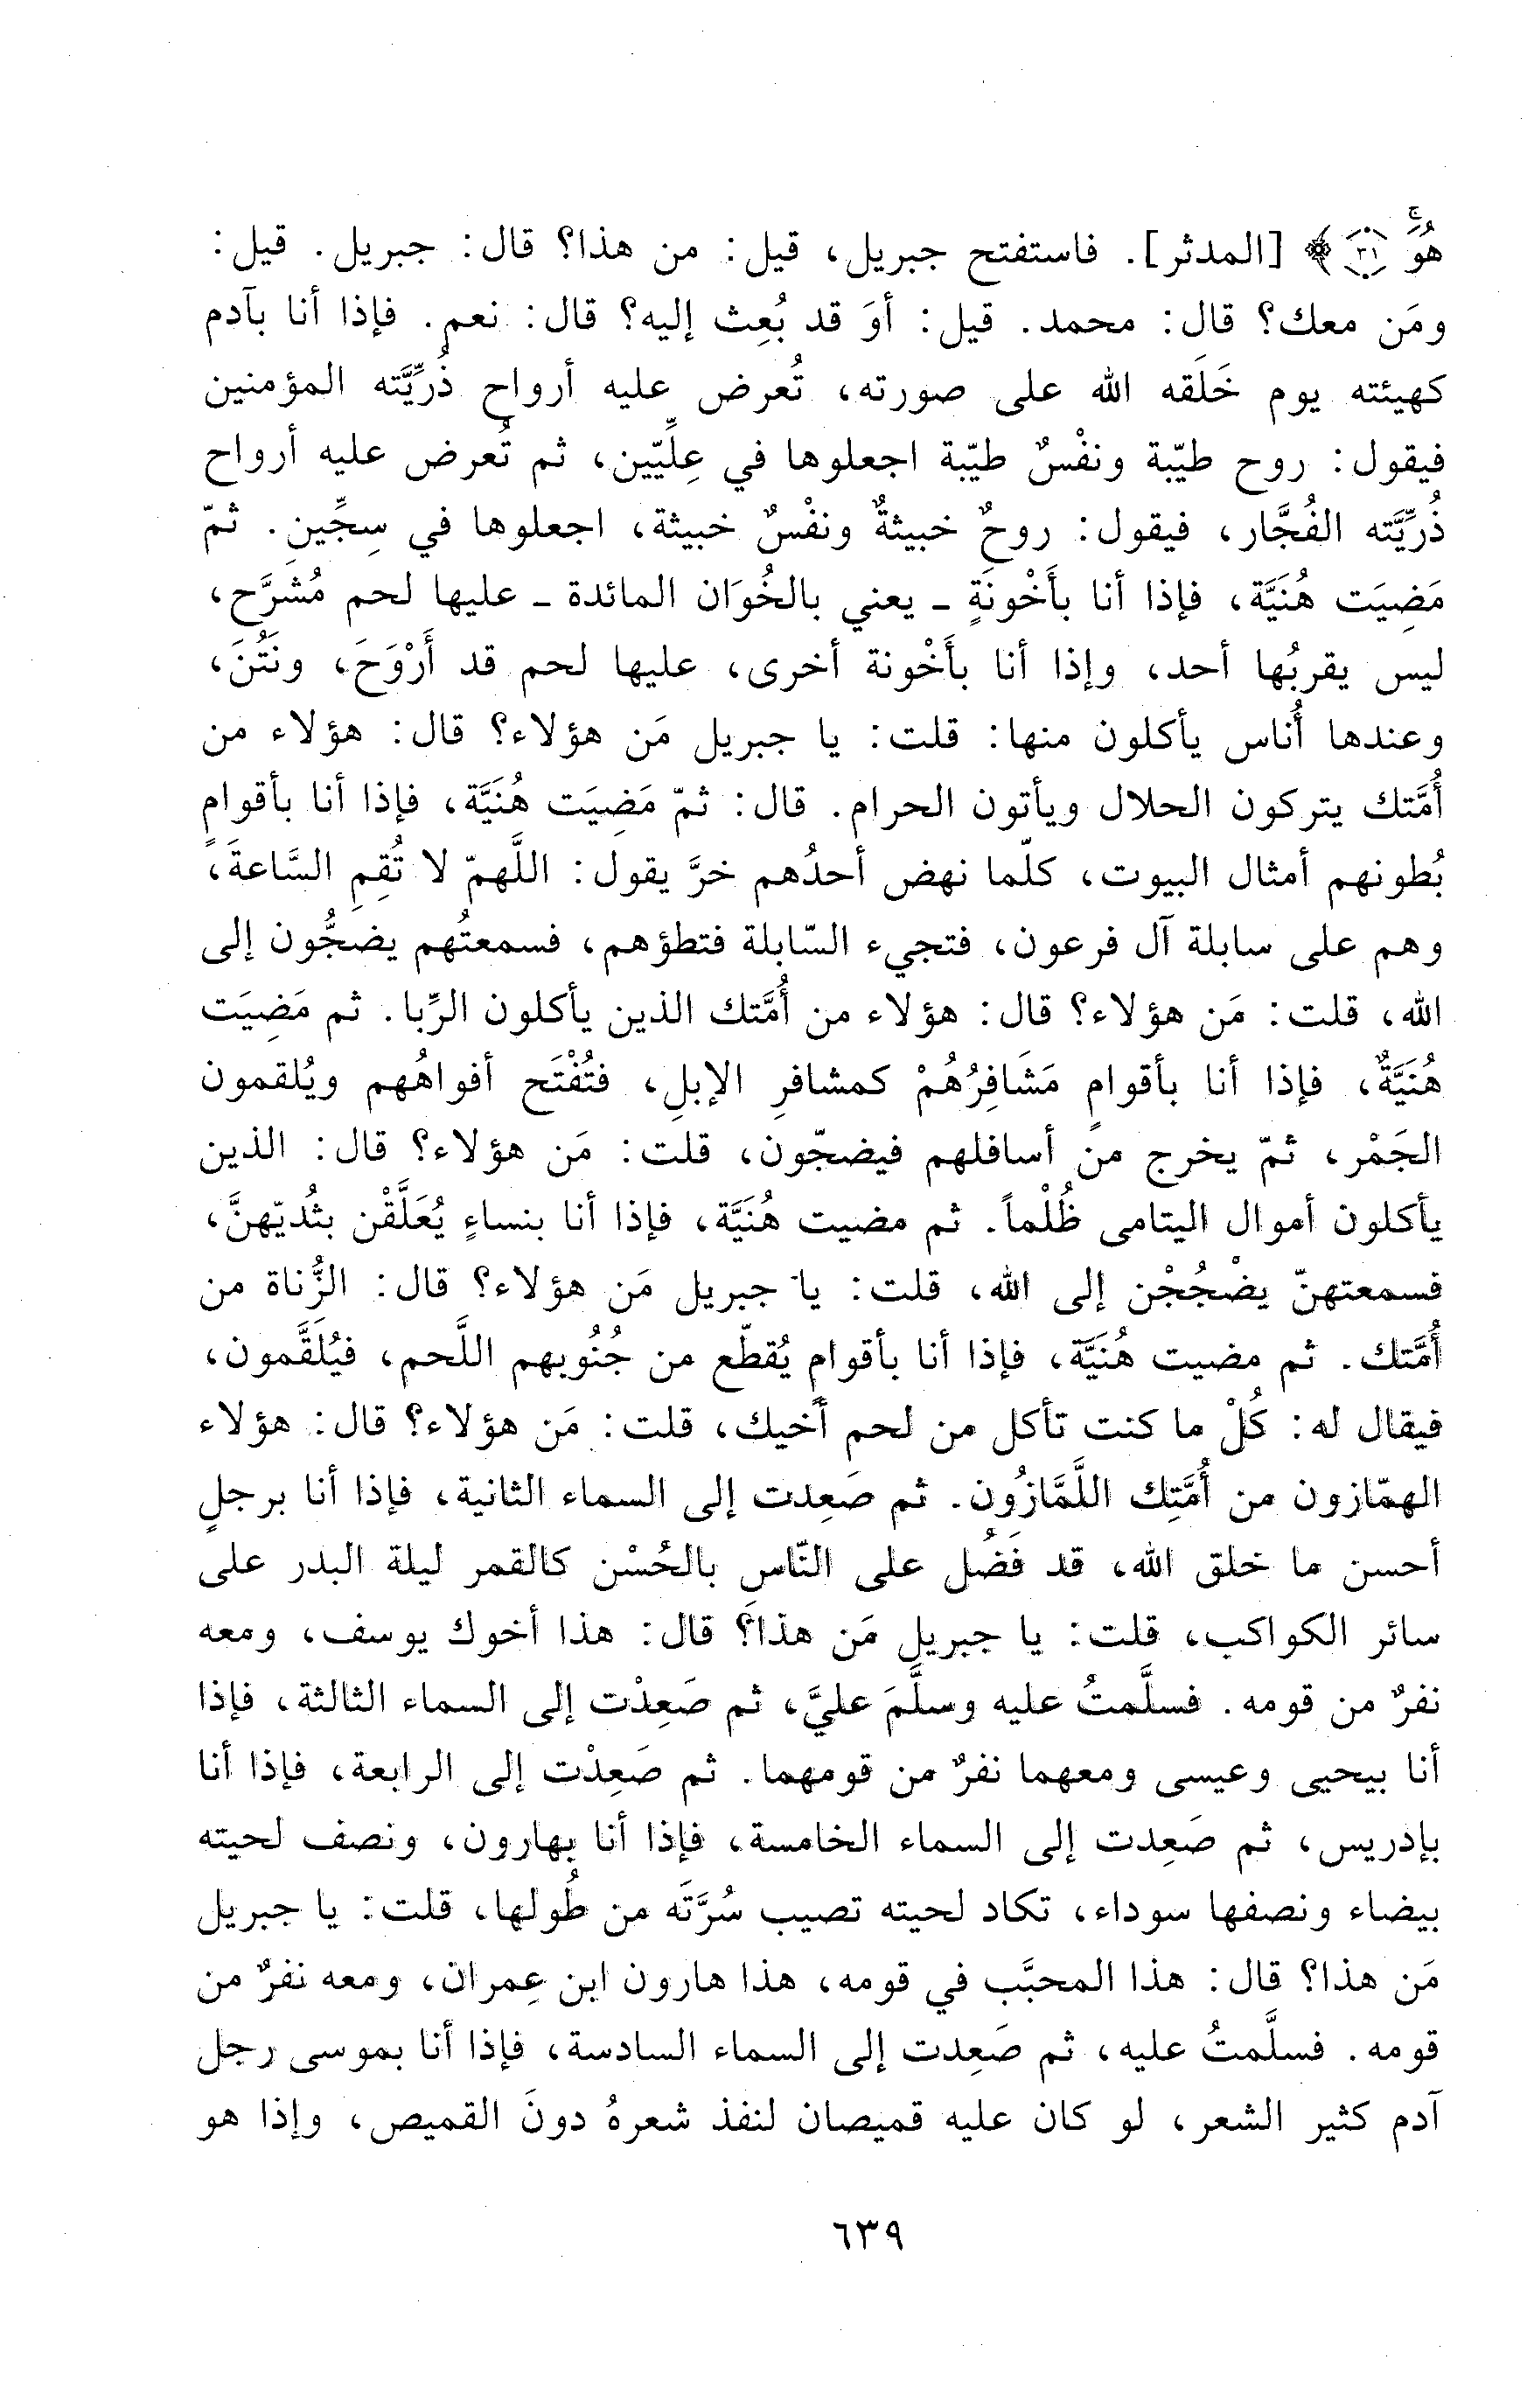 هُوَۚ ﴿٣١﴾ [المدثر]. فاستفتح جبريل، قيل: من هذا؟ قال: جبريل. قيل:
ومَن معك؟ قال: محمد. قيل: أوَ قد بُعِث إليه؟ قال: نعم. فإذا أنا بآدم
كهيئته يوم خَلَقه الله على صورته، تُعرض عليه أرواح ذُرِّيَّته المؤمنين
فيقول: روح طيّبة ونفْسٌ طيّبة اجعلوها في عِلِّيّين، ثم تُعرض عليه أرواح
ذُرِّيَّته الفُجَّار، فيقول: روحٌ خبيثةٌ ونفْسٌ خبيثة، اجعلوها في سِجِّينِ. ثمّ
مَضِيَت هُنَيَّة، فإذا أنا بأَخْونَةٍ ـ يعني بالخُوَان المائدة ـ عليها لحم مُشرَّح،
ليس يقربُها أحد، وإذا أنا بأَخْونة أخرى، عليها لحم قد أَرْوَحَ، ونَتُنَ،
وعندها أُناس يأكلون منها: قلت: يا جبريل مَن هؤلاء؟ قال: هؤلاء من
أُمَّتك يتركون الحلال ويأتون الحرام. قال: ثمّ مَضِيَت هُنَيَّة، فإذا أنا بأقوامٍ
بُطونهم أمثال البيوت، كلّما نهض أحدُهم خرَّ يقول: اللَّهمّ لا تُقِمِ السَّاعةَ،
وهم على سابلة آل فرعون، فتجيء السّابلة فتطؤهم، فسمعتُهم يضجُّون إلى
الله، قلت: مَن هؤلاء؟ قال: هؤلاء من أُمَّتك الذين يأكلون الرِّبا. ثم مَضِيَت
هُنَيَّةٌ، فإذا أنا بأقوامٍ مَشَافِرُهُمْ كمشافرِ الإبلِ، فتُفْتَح أفواهُهم ويُلقمون
الجَمْر، ثمّ يخرج من أسافلهم فيضجّون، قلت: مَن هؤلاء؟ قال: الذين
يأكلون أموال اليتامى ظُلْماً. ثم مضيت هُنَيَّة، فإذا أنا بنساءٍ يُعَلَّقْن بثُديّهنَّ،
فسمعتهنّ يضْجُجْن إلى الله، قلت: يا جبريل مَن هؤلاء؟ قال: الزُّناة من
أُمَّتك. ثم مضيت هُنَيَّة، فإذا أنا بأقوامٍ يُقطّع من جُنُوبهم اللَّحم، فيُلَقَّمون،
فيقال له: كُلْ ما كنت تأكل من لحم أخيك، قلت: مَن هؤلاء؟ قال: هؤلاء
الهمّازون من أُمَّتِك اللَّمَّازُون. ثم صَعِدت إلى السماء الثانية، فإذا أنا برجلٍ
أحسن ما خلق الله، قد فَضُل على النّاسِ بالحُسْن كالقمر ليلة البدر على
سائر الكواكب، قلت: يا جبريل مَن هذا؟ قال: هذا أخوك يوسف، ومعه
نفرٌ من قومه. فسلَّمتُ عليه وسلَّمَ عليَّ، ثم صَعِدْت إلى السماء الثالثة، فإذا
أنا بيحيى وعيسى ومعهما نفرٌ من قومهما. ثم صَعِدْت إلى الرابعة، فإذا أنا
بإدريس، ثم صَعِدت إلى السماء الخامسة، فإذا أنا بهارون، ونصف لحيته
بيضاء ونصفها سوداء، تكاد لحيته تصيب سُرَّتَه من طُولها، قلت: يا جبريل
مَن هذا؟ قال: هذا المحبَّب في قومه، هذا هارون ابن عِمران، ومعه نفرٌ من
قومه. فسلَّمتُ عليه، ثم صَعِدت إلى السماء السادسة، فإذا أنا بموسى رجل
آدم كثير الشعر، لو كان عليه قميصان لنفذ شعرهُ دونَ القميص، وإذا هو
٦٣٩